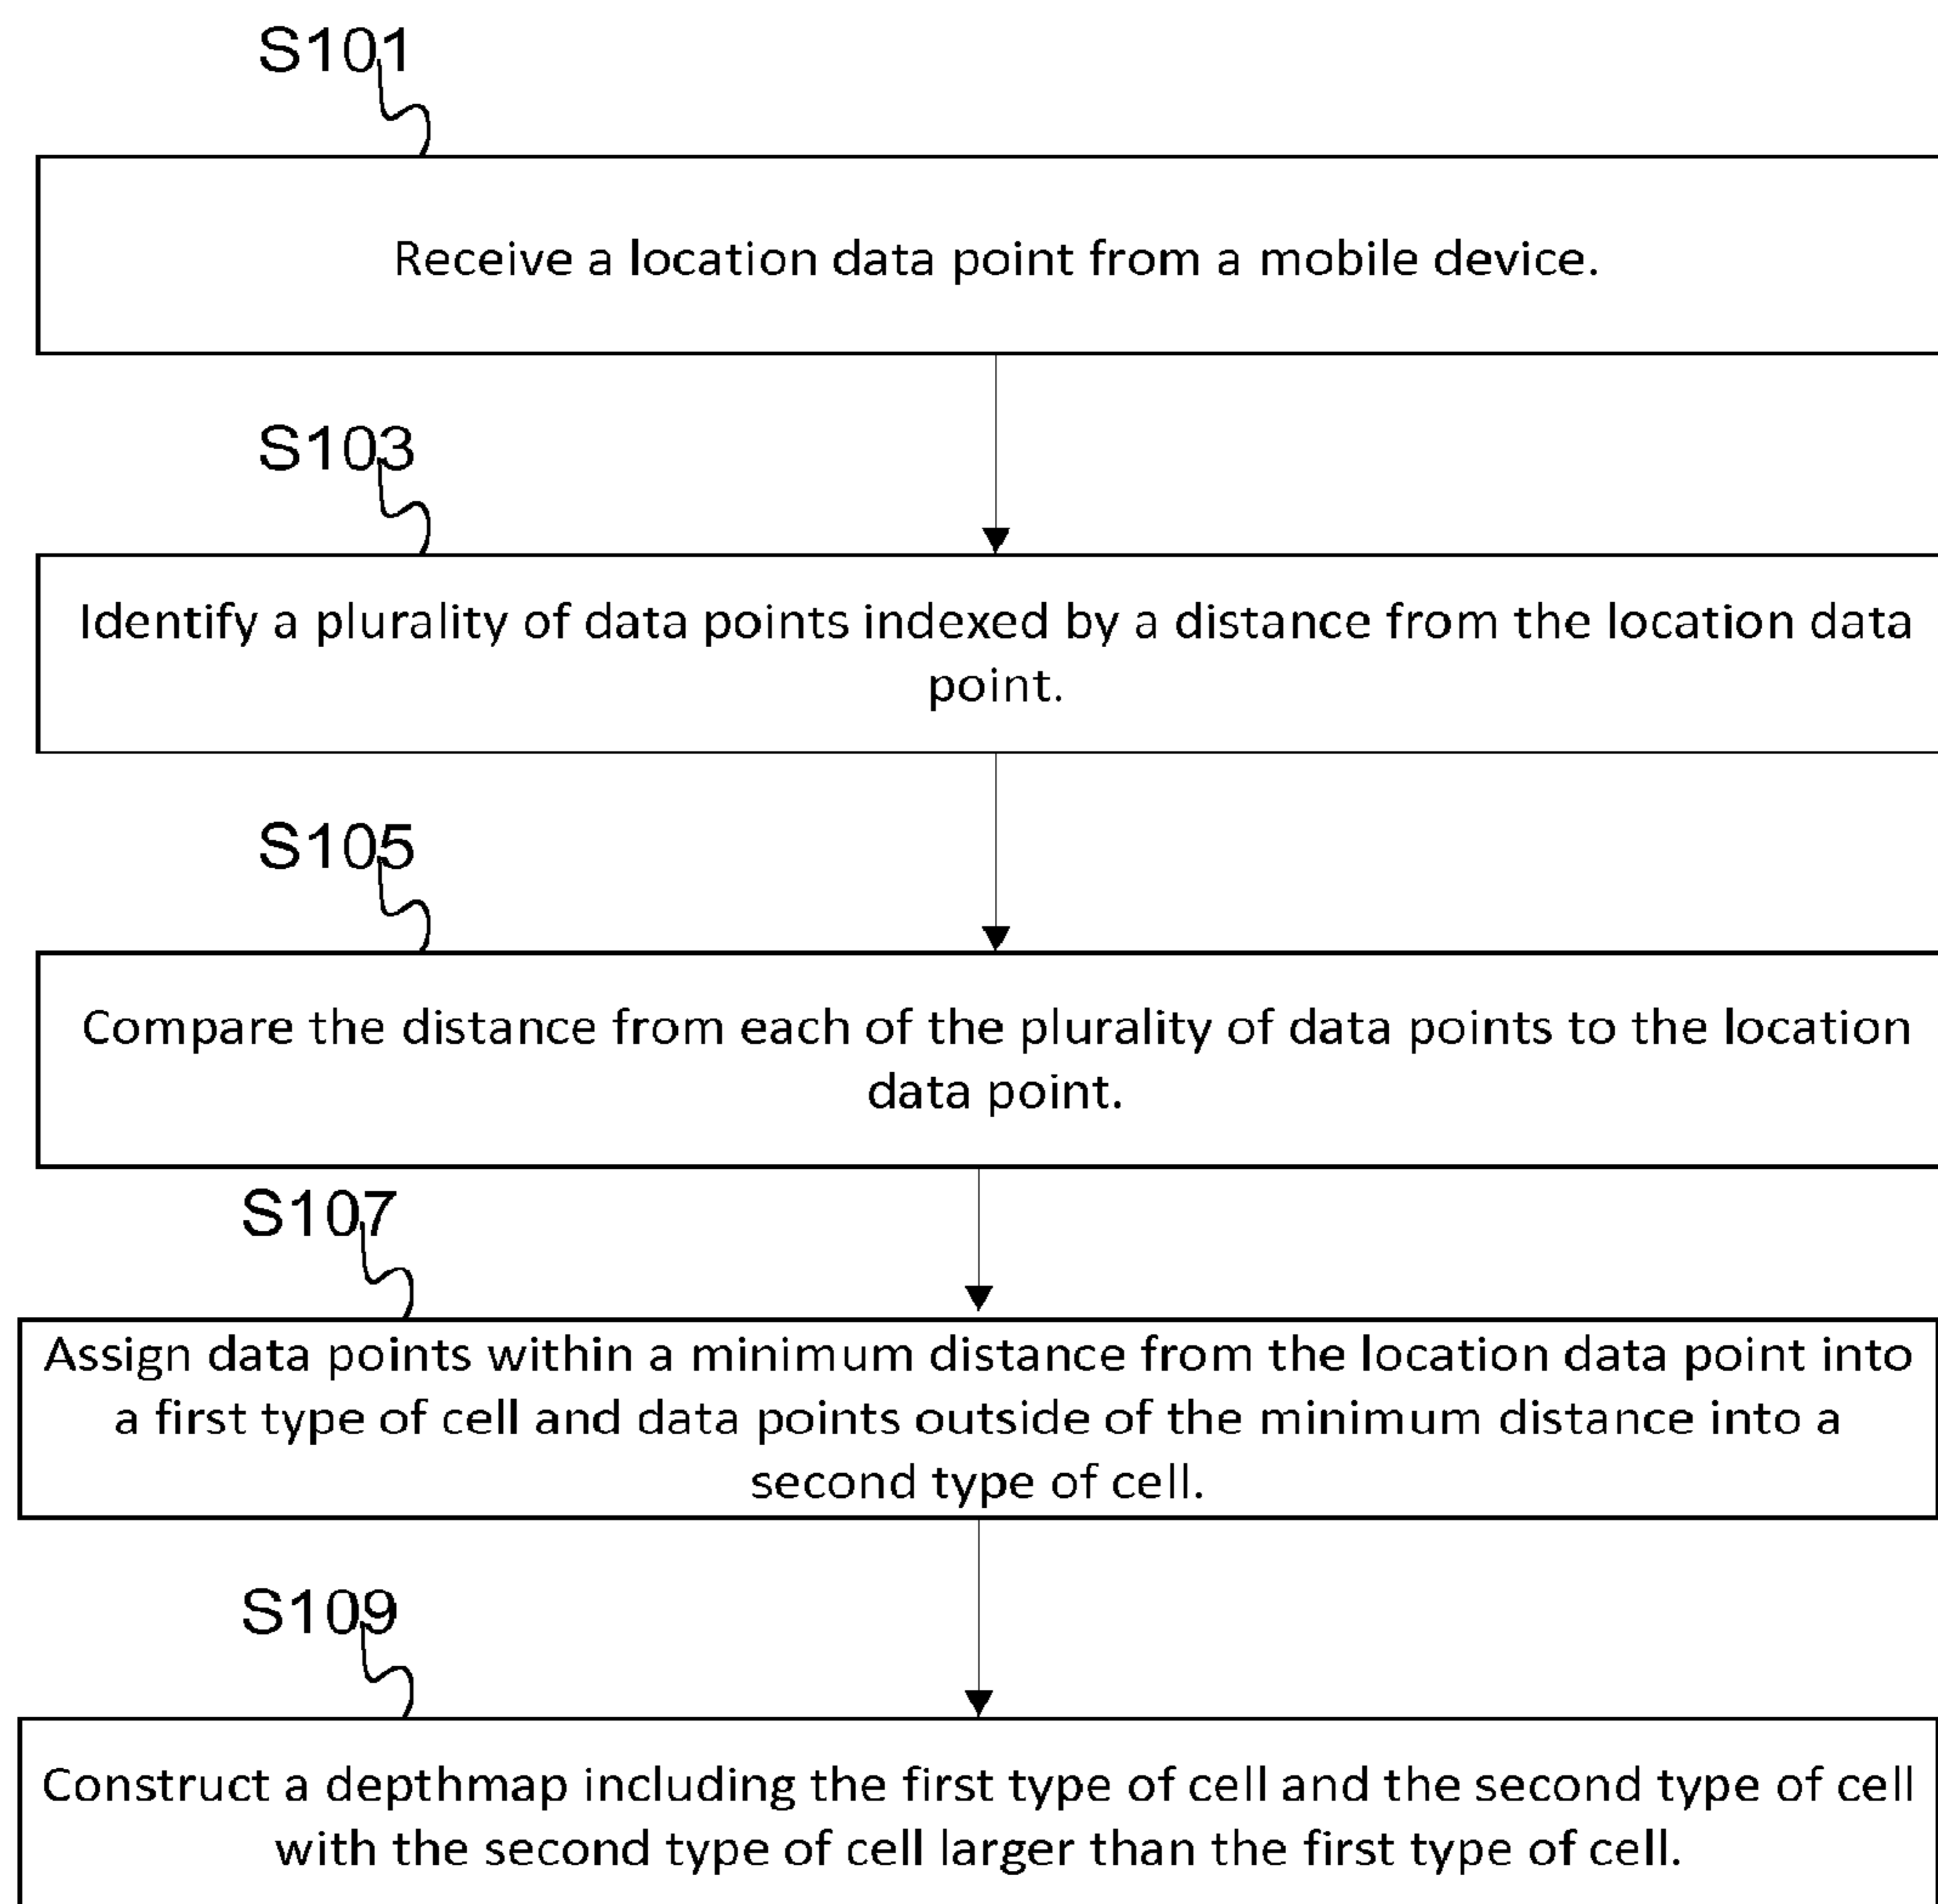 S101
Receive a location data point from a mobile device.
S103
Identify a plurality of data points indexed by a distance from the location data
point.
S105
Compare the distance from each of the plurality of data points to the location
data point.
S107
Assign data points within a minimum distance from the location data point into
a first type of cell and data points outside of the minimum distance into a
second type of cell.
S109
Construct a depthmap including the first type of cell and the second type of cell
with the second type of cell larger than the first type of cell.